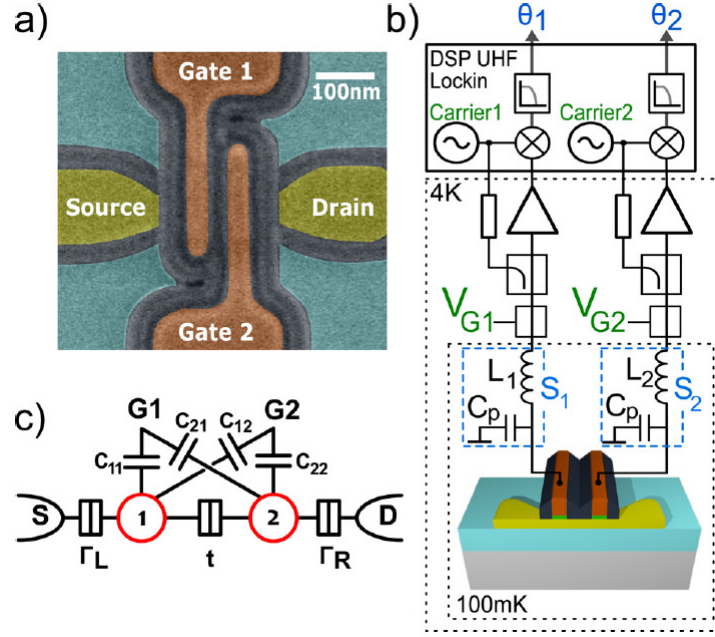 a)
Gate 1
100nm
Source
Drain
Gate 2
b)
θ1
θ2
DSP UHF
Lockin
Carrier1
Carrier2
4K
VG1
VG2
L1
S1
L2
S2
Cp
Cp
100mK
c)
G1
C21
C12
G2
C11
C22
S
1
2
D
ΓL
t
ΓR